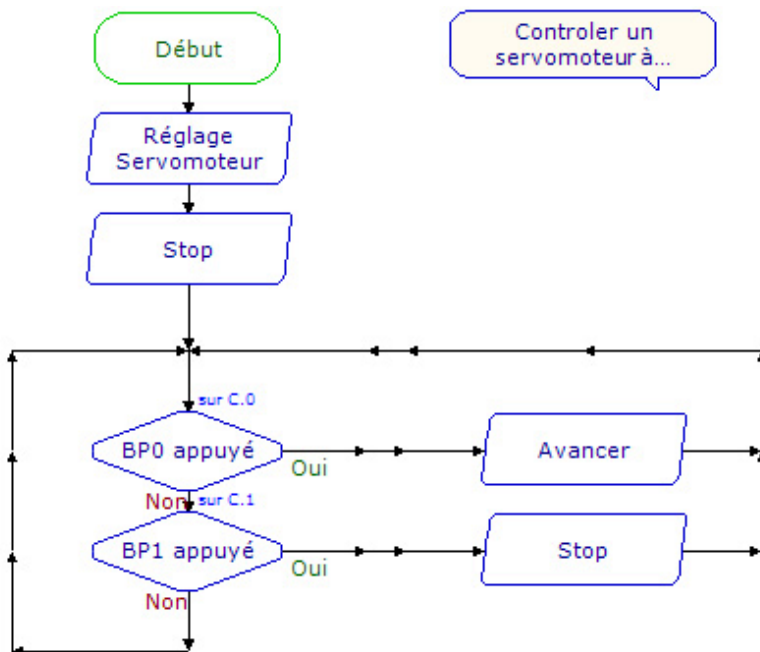 Début
Controler un
servomoteur à...
Réglage
Servomoteur
Stop
sur C.0
BP0 appuyé
Oui
Avancer
Non
sur C.1
BP1 appuyé
Oui
Stop
Non